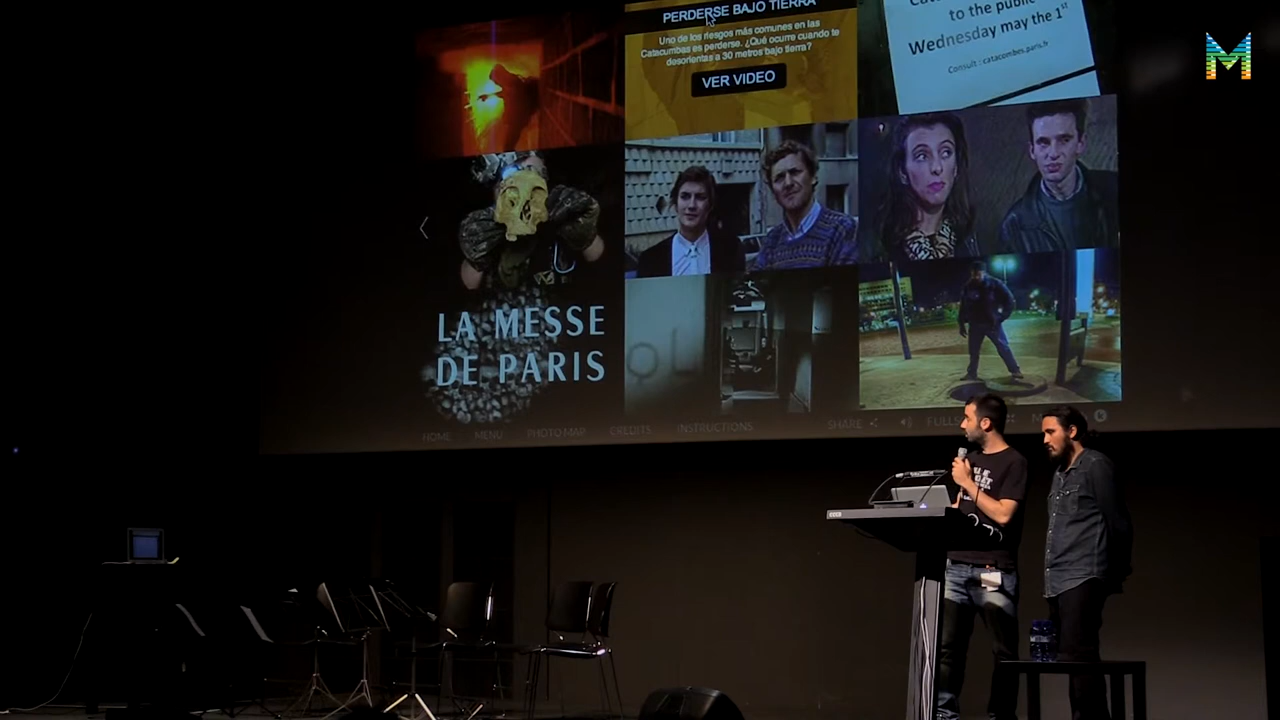 PERDERSE BAJO TIERRA
Uno de los riesgos más comunes en las
Catacumbas es perderse. ¿Qué ocurre cuando te
desorientas a 30 metros bajo tierra?
VER VIDEO
to the public
Wednesday may the 1st
Consult : catacombes.paris.fr
LA MESSE
DE PARIS
HOME MENU PHOTO MAP CREDITS INSTRUCTIONS
SHARE
M